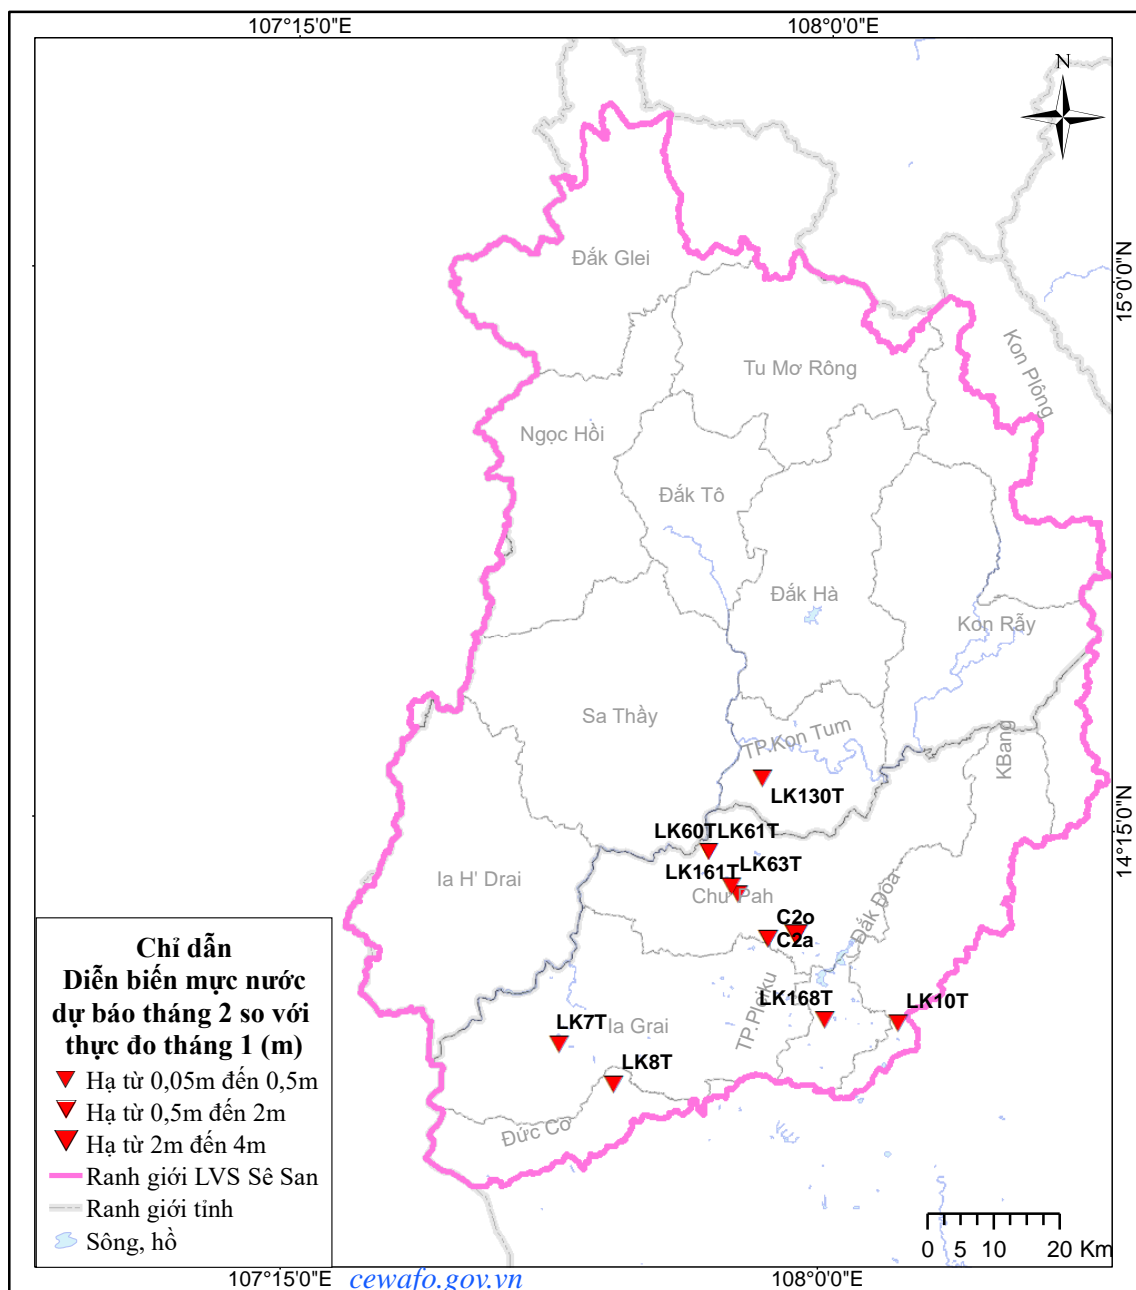 107°15'0"E
108°0'0"E
N
Đắk Glei
15°0'0"N
Kon Plông
Tu Mơ Rông
Ngọc Hồi
Đắk Tô
Đắk Hà
Kon Rẫy
Sa Thầy
TP.Kon Tum
KBang
LK130T
14°15'0"N
LK60T LK61T
LK63T
LK161T
Ia H' Drai
Chư Pah
Đắk Đoa
C2o
C2a
TP.Pleiku
LK168T
LK10T
LK7T
Ia Grai
LK8T
Đức Cơ
Chỉ dẫn
Diễn biến mực nước
dự báo tháng 2 so với
thực đo tháng 1 (m)
Hạ từ 0,05m đến 0,5m
Hạ từ 0,5m đến 2m
Hạ từ 2m đến 4m
Ranh giới LVS Sê San
Ranh giới tỉnh
Sông, hồ
0 5 10 20 Km
107°15'0"E
cewafo.gov.vn
108°0'0"E